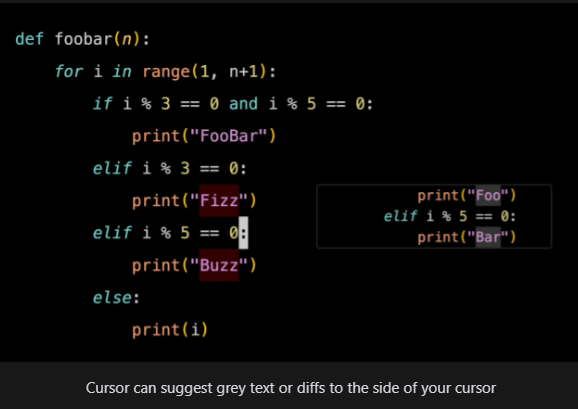 def foobar(n):
    for i in range(1, n+1):
        if i % 3 == 0 and i % 5 == 0:
            print("FooBar")
        elif i % 3 == 0:
            print("Fizz")
        elif i % 5 == 0:
            print("Buzz")
        else:
            print(i)
print("Foo")
elif i % 5 == 0:
print("Bar")
Cursor can suggest grey text or diffs to the side of your cursor